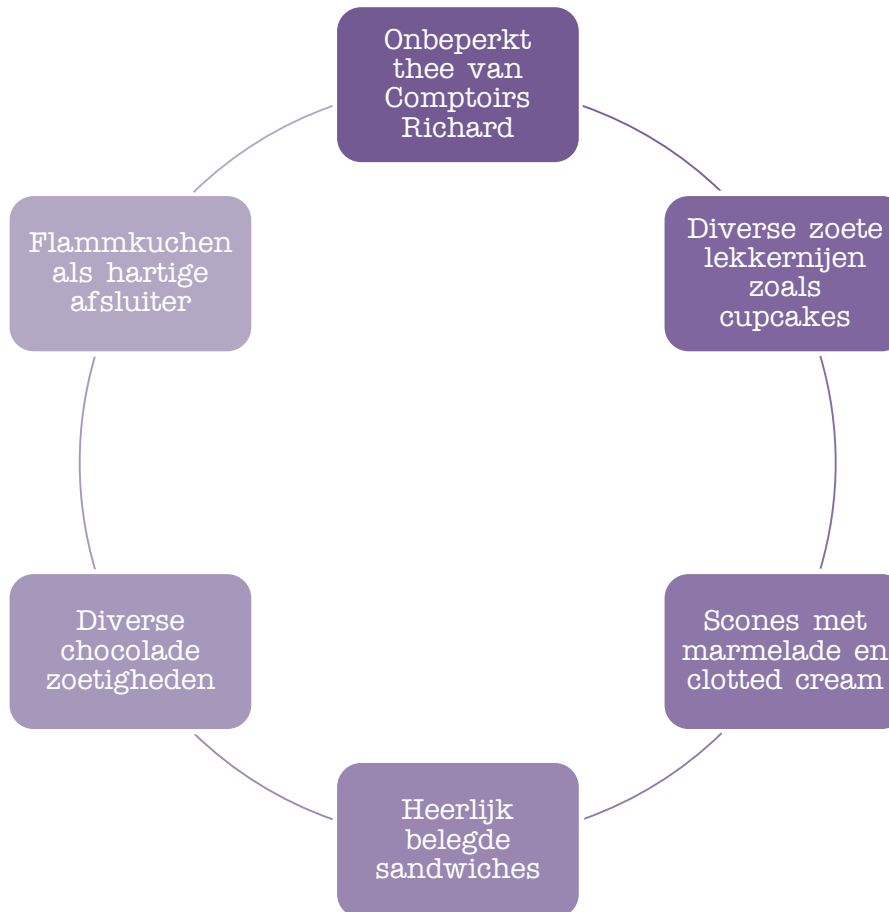 Onbeperkt
thee van
Comptoirs
Richard
Diverse zoete
lekkernijen
zoals
cupcakes
Scones met
marmelade en
clotted cream
Heerlijk
belegde
sandwiches
Diverse
chocolade
zoetigheden
Flammkuchen
als hartige
afsluiter